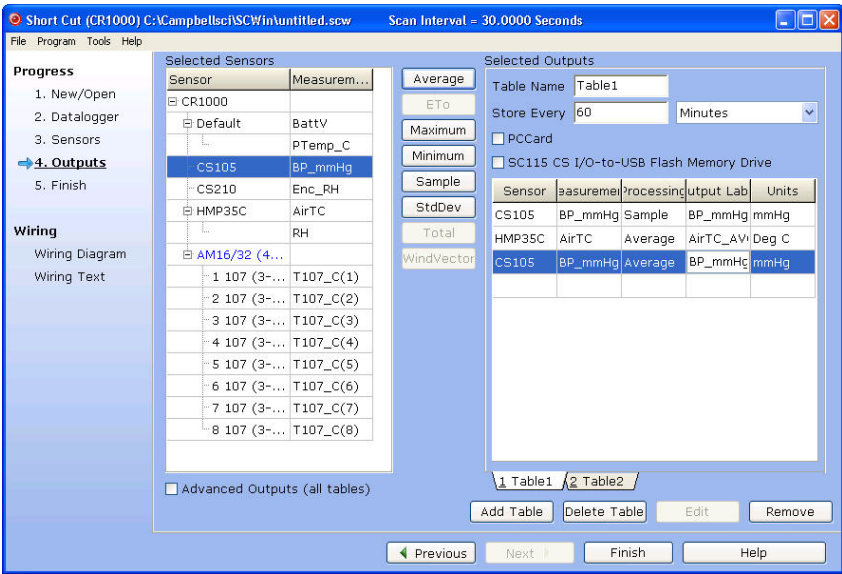 Short Cut (CR1000) C:\Campbellsci\SCWin\untitled.scw Scan Interval = 30.0000 Seconds
File Program Tools Help
Progress
1. New/Open
2. Datalogger
3. Sensors
4. Outputs
5. Finish
Wiring
Wiring Diagram
Wiring Text
Selected Sensors
Sensor Measurem...
CR1000
Default BattV
PTemp_C
CS105 BP_mmHg
CS210 Enc_RH
HMP35C AirTC
RH
AM16/32 (4...
1 107 (3-... T107_C(1)
2 107 (3-... T107_C(2)
3 107 (3-... T107_C(3)
4 107 (3-... T107_C(4)
5 107 (3-... T107_C(5)
6 107 (3-... T107_C(6)
7 107 (3-... T107_C(7)
8 107 (3-... T107_C(8)
Advanced Outputs (all tables)
Average
ETo
Maximum
Minimum
Sample
StdDev
Total
WindVector
Selected Outputs
Table Name Table1
Store Every 60 Minutes
PCCard
SC115 CS I/O-to-USB Flash Memory Drive
Sensor easuremer Processing utput Lab Units
CS105 BP_mmHg Sample BP_mmHg mmHg
HMP35C AirTC Average AirTC_AV Deg C
CS105 BP_mmHg Average BP_mmHg mmHg
1 Table1 2 Table2
Add Table Delete Table Edit Remove
Previous Next Finish Help